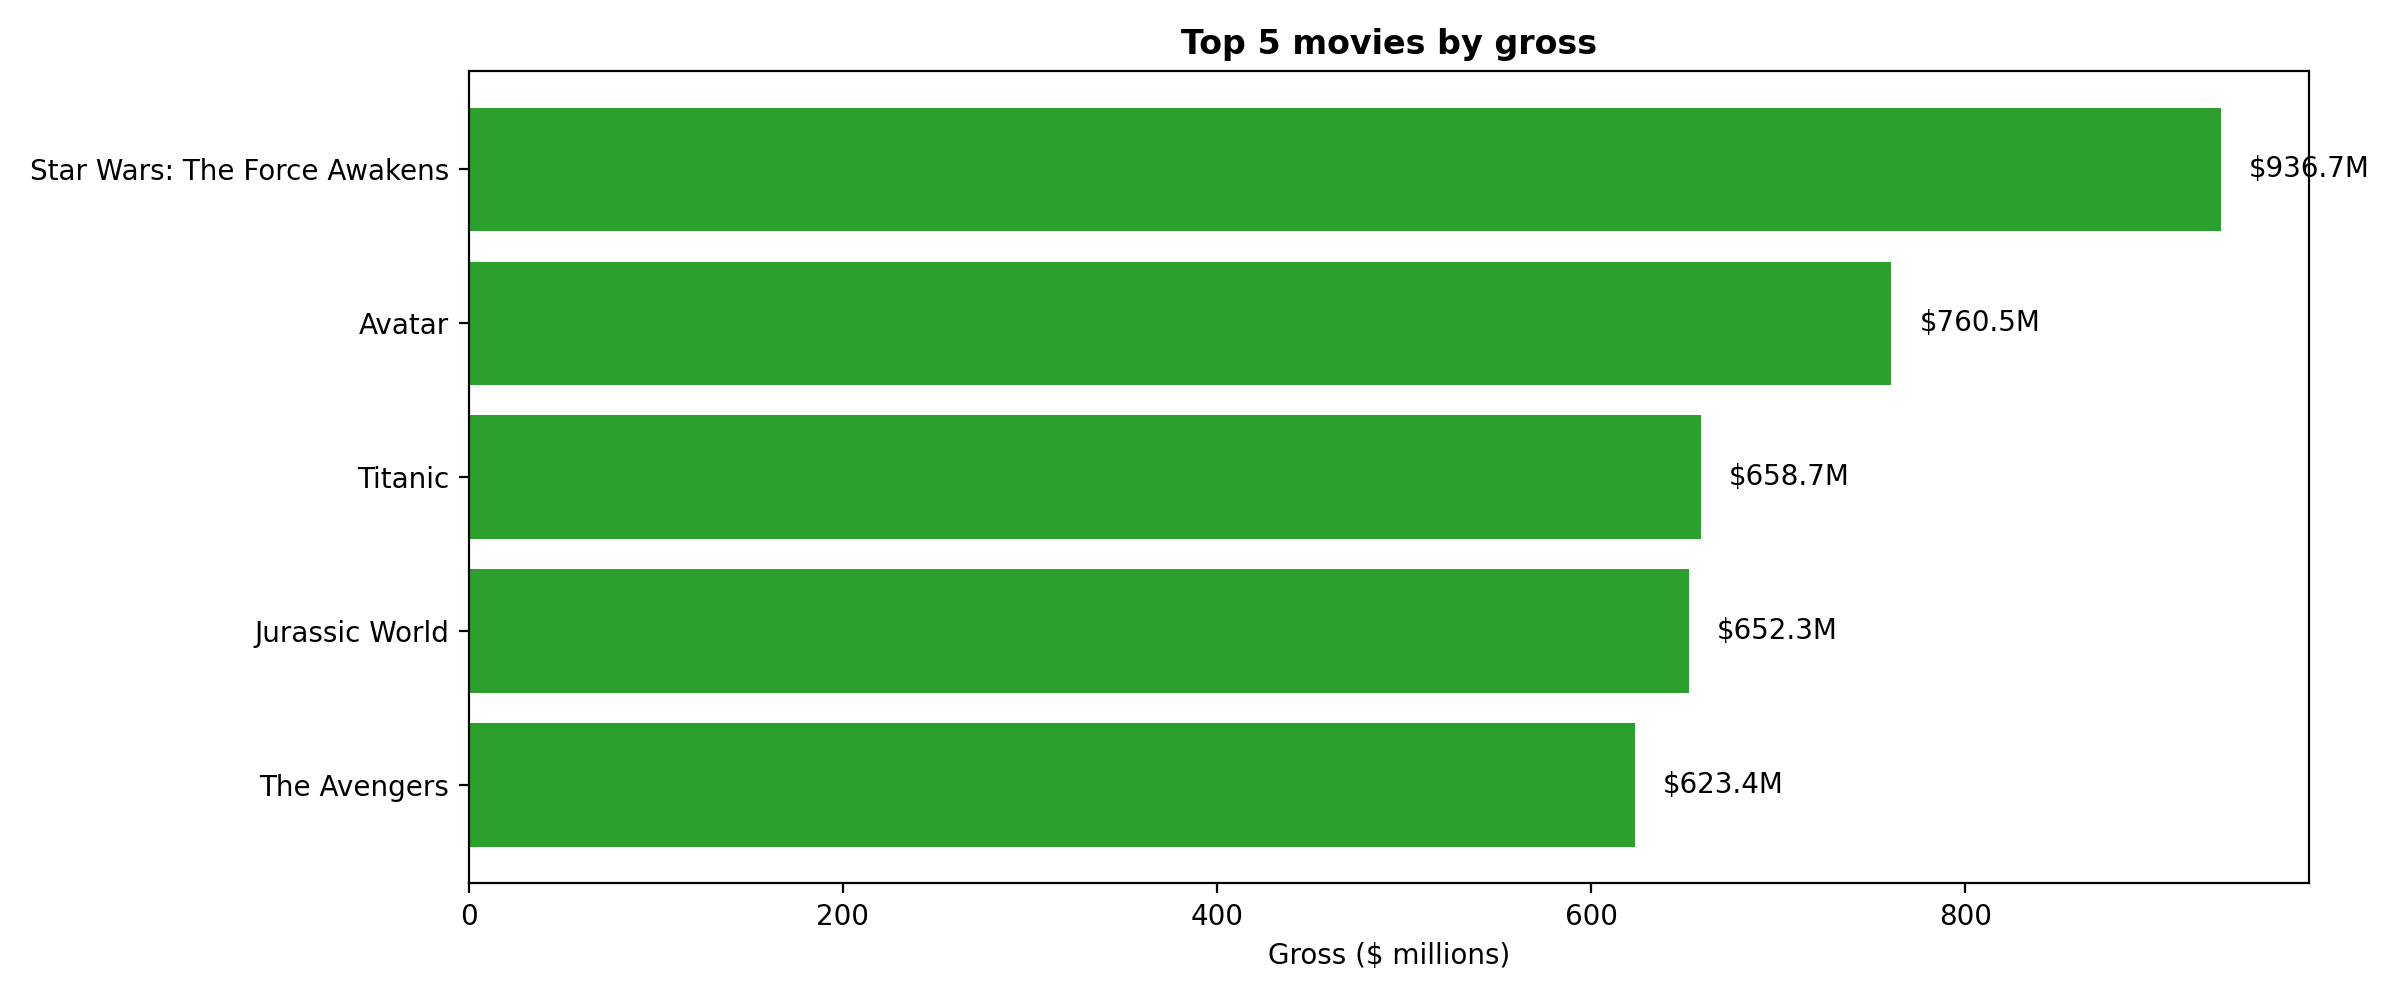 Top 5 movies by gross
Star Wars: The Force Awakens $936.7M
Avatar $760.5M
Titanic $658.7M
Jurassic World $652.3M
The Avengers $623.4M
0 200 400 600 800
Gross ($ millions)